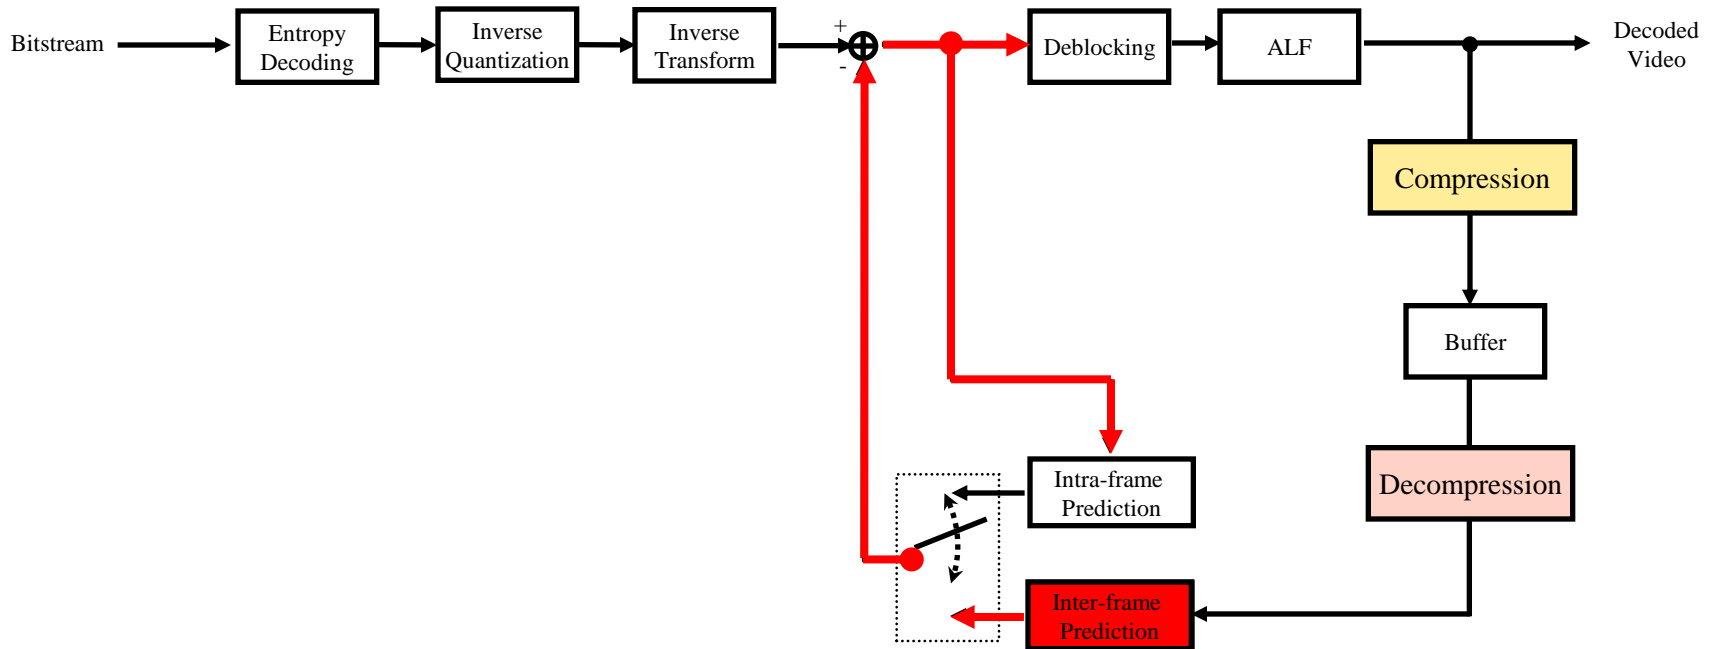 Bitstream
Entropy
Decoding
Inverse
Quantization
Inverse
Transform
+
-
Deblocking
ALF
Decoded
Video
Compression
Buffer
Decompression
Intra-frame
Prediction
Inter-frame
Prediction